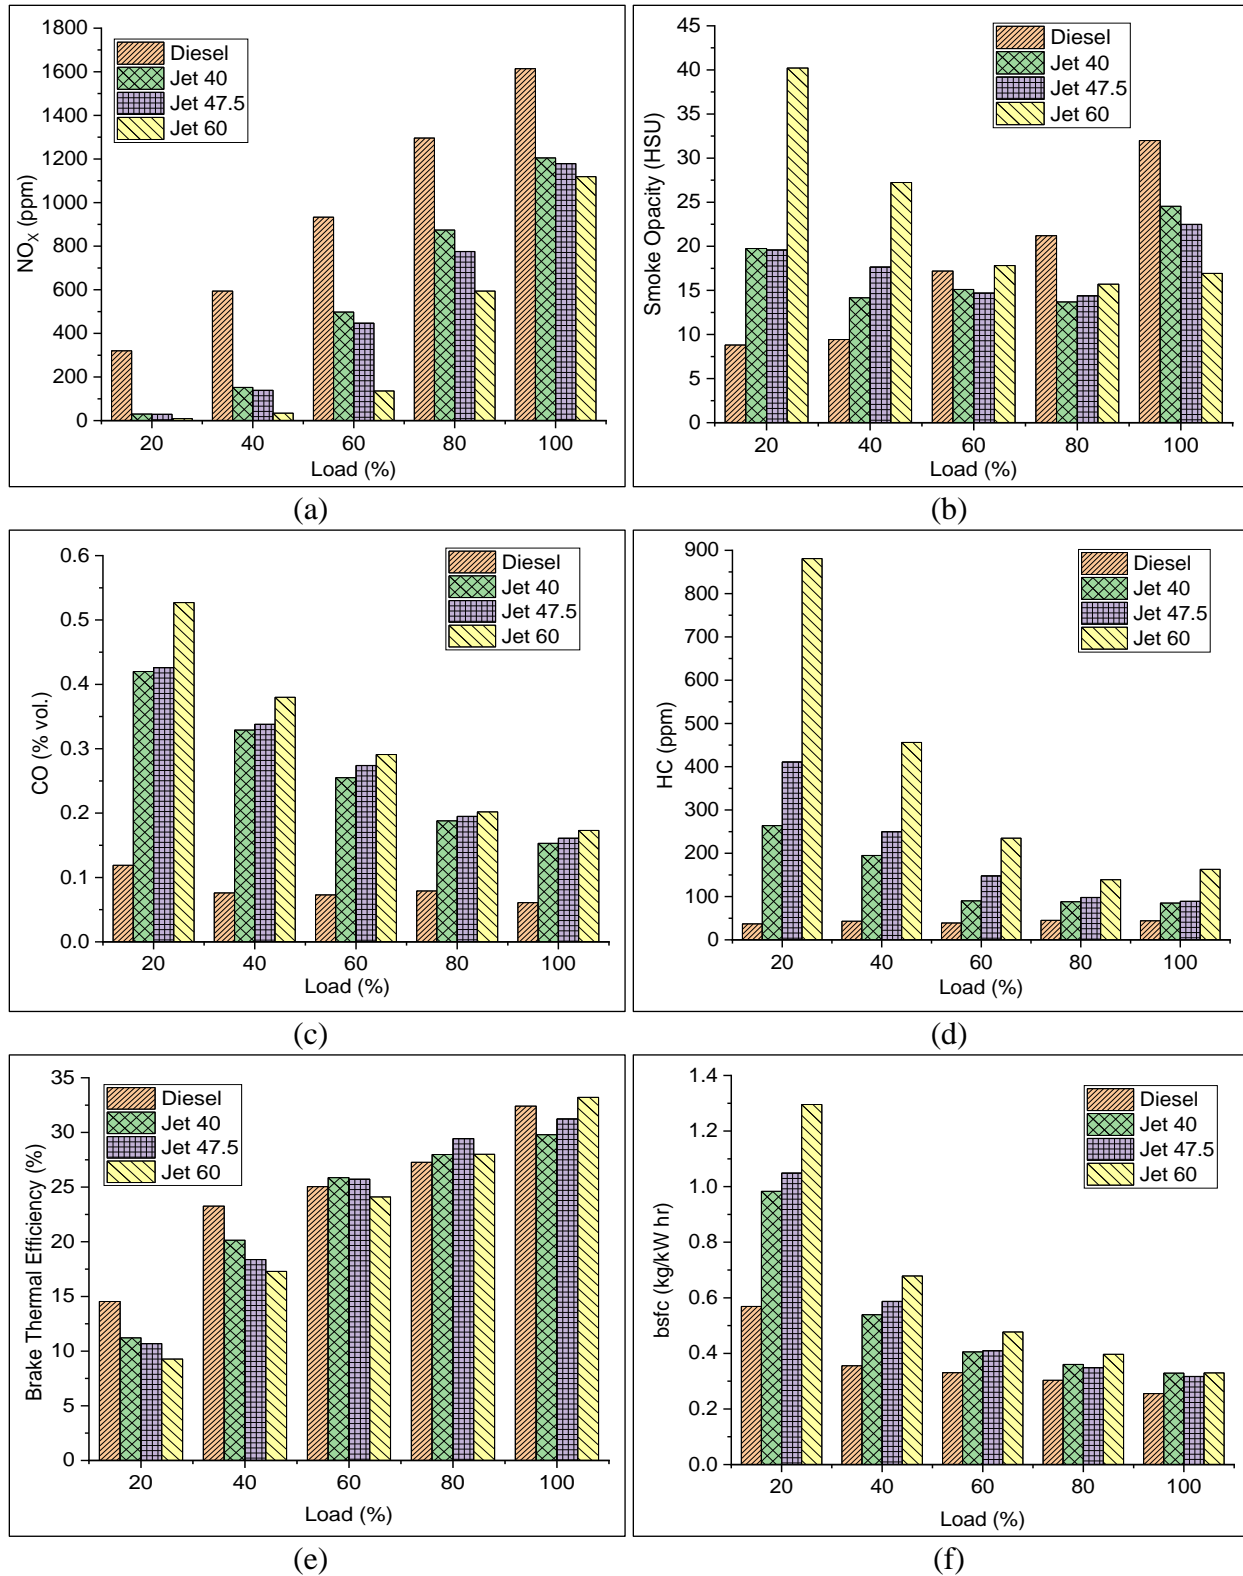 1800
1600
1400
1200
1000
800
600
400
200
0
NOX (ppm)
Diesel
Jet 40
Jet 47.5
Jet 60
20 40 60 80 100
Load (%)
(a)
45
40
35
30
25
20
15
10
5
0
Smoke Opacity (HSU)
Diesel
Jet 40
Jet 47.5
Jet 60
20 40 60 80 100
Load (%)
(b)
0.6
0.5
0.4
0.3
0.2
0.1
0.0
CO (% vol.)
Diesel
Jet 40
Jet 47.5
Jet 60
20 40 60 80 100
Load (%)
(c)
900
800
700
600
500
400
300
200
100
0
HC (ppm)
Diesel
Jet 40
Jet 47.5
Jet 60
20 40 60 80 100
Load (%)
(d)
35
30
25
20
15
10
5
0
Brake Thermal Efficiency (%)
Diesel
Jet 40
Jet 47.5
Jet 60
20 40 60 80 100
Load (%)
(e)
1.4
1.2
1.0
0.8
0.6
0.4
0.2
0.0
bsfc (kg/kW hr)
Diesel
Jet 40
Jet 47.5
Jet 60
20 40 60 80 100
Load (%)
(f)